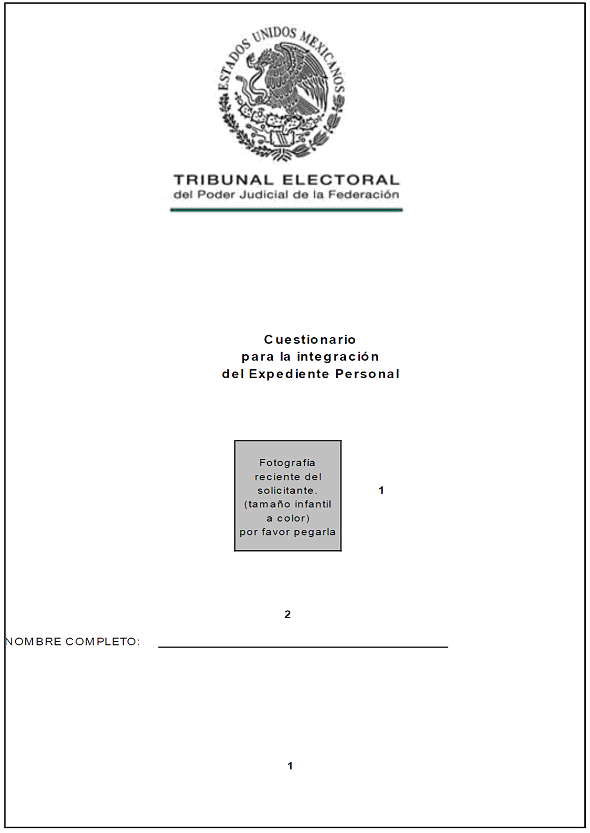 ESTADOS UNIDOS MEXICANOS
TRIBUNAL ELECTORAL
del Poder Judicial de la Federación
Cuestionario
para la integración
del Expediente Personal
Fotografía
reciente del
solicitante.
(tamaño infantil
a color)
por favor pegarla
1
2
NOMBRE COMPLETO:
1